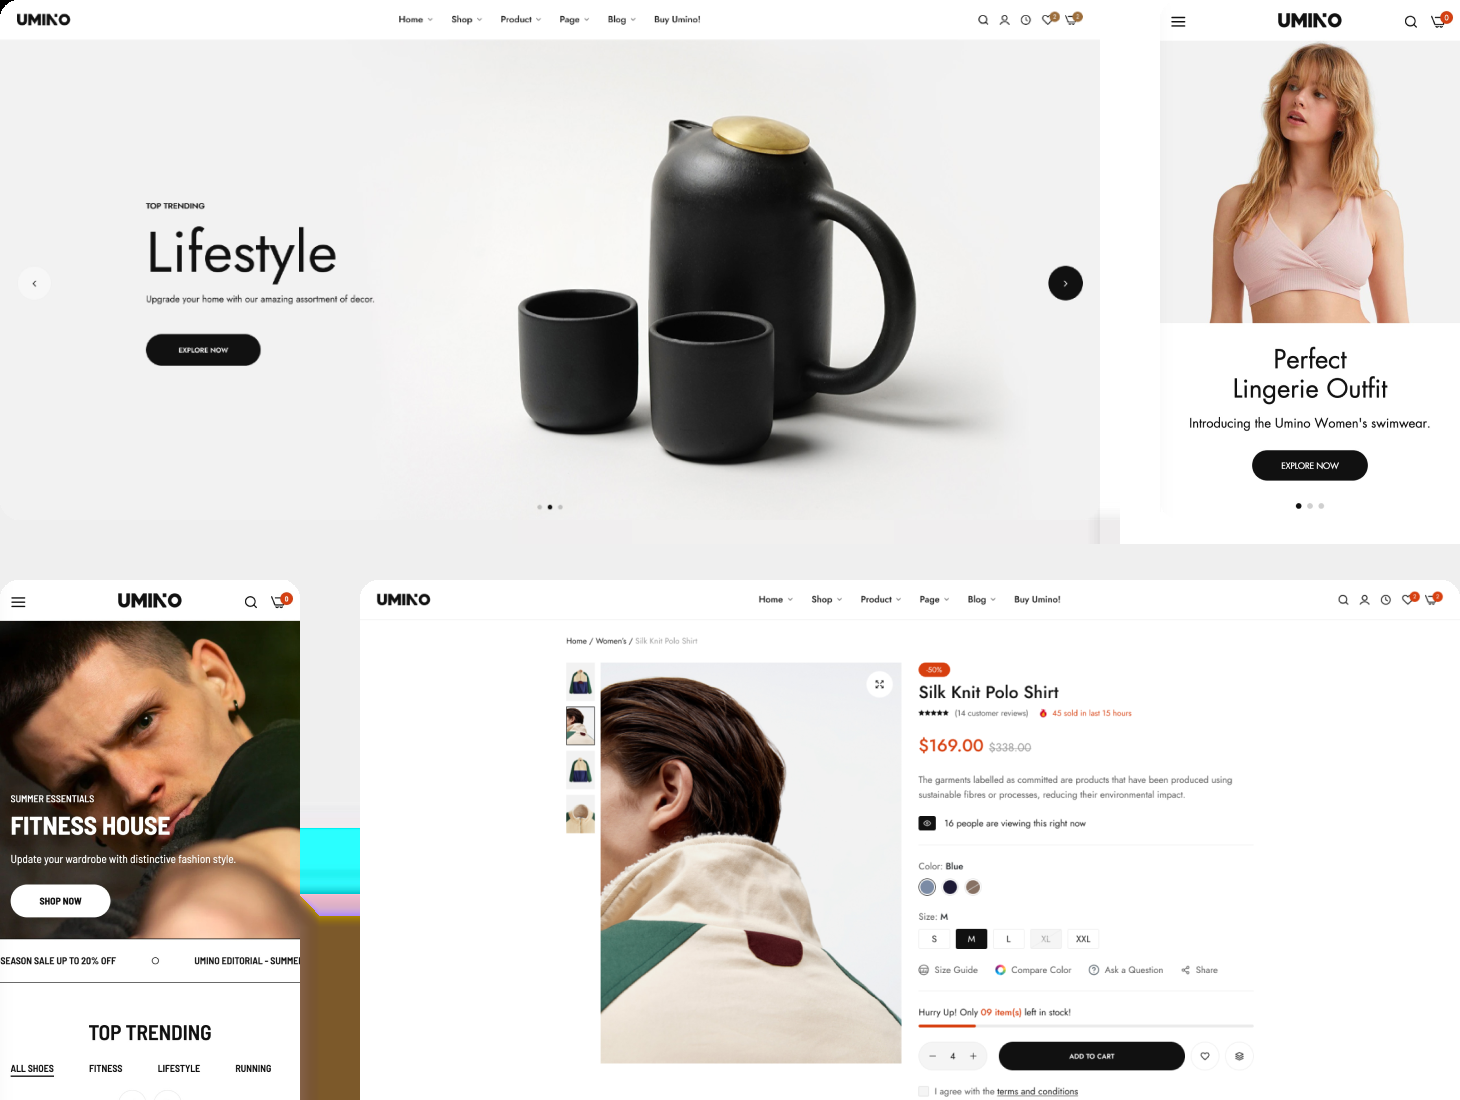 UMINO
Home Shop Product Page Blog Buy Umino!
2 2
TOP TRENDING
Lifestyle
Upgrade your home with our amazing assortment of decor.
EXPLORE NOW
UMINO
0
Perfect
Lingerie Outfit
Introducing the Umino Women's swimwear.
EXPLORE NOW
UMINO
0
SUMMER ESSENTIALS
FITNESS HOUSE
Update your wardrobe with distinctive fashion style.
SHOP NOW
SEASON SALE UP TO 20% OFF
UMINO EDITORIAL - SUMME
TOP TRENDING
ALL SHOES FITNESS LIFESTYLE RUNNING
UMINO
Home Shop Product Page Blog Buy Umino!
2 2
Home / Women's / Silk Knit Polo Shirt
-50%
Silk Knit Polo Shirt
(14 customer reviews) 45 sold in last 15 hours
$169.00 $338.00
The garments labelled as committed are products that have been produced using
sustainable fibres or processes, reducing their environmental impact.
16 people are viewing this right now
Color: Blue
Size: M
S M L XL XXL
Size Guide Compare Color Ask a Question Share
Hurry Up! Only 09 item(s) left in stock!
− 4 + ADD TO CART
I agree with the terms and conditions